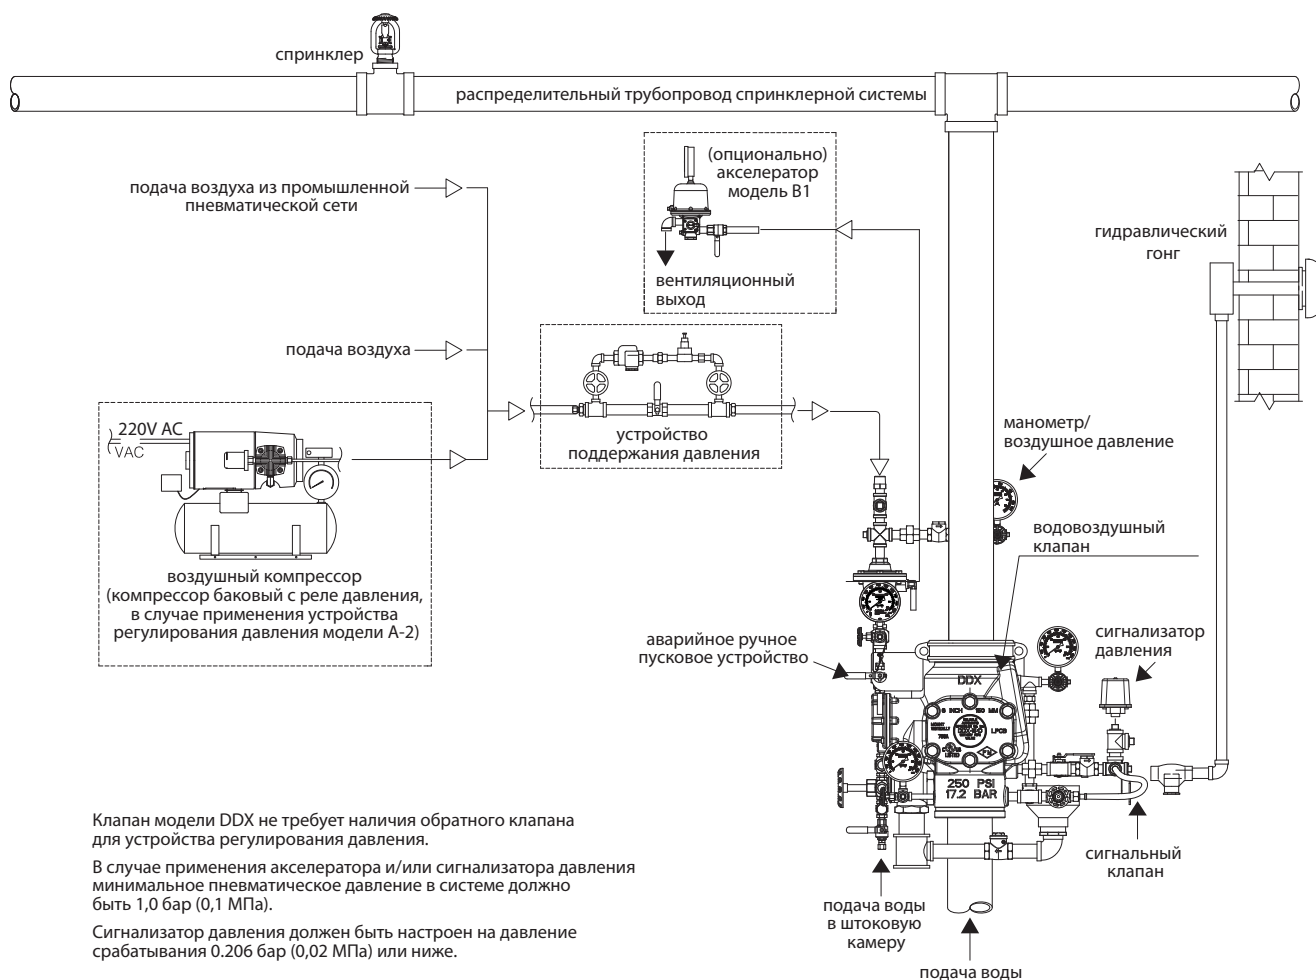 спринклер
распределительный трубопровод спринклерной системы
(опционально)
акселератор
модель B1
подача воздуха из промышленной
пневматической сети
гидравлический
гонг
вентиляционный
выход
подача воздуха
220V AC
VAC
устройство
поддержания давления
манометр/
воздушное давление
водовоздушный
клапан
воздушный компрессор
(компрессор баковый с реле давления,
в случае применения устройства
регулирования давления модели А-2)
аварийное ручное
пусковое устройство
сигнализатор
давления
DDX
6 INCH 150 MM
LPCB
250 PSI
17.2 BAR
Клапан модели DDX не требует наличия обратного клапана
для устройства регулирования давления.
В случае применения акселератора и/или сигнализатора давления
минимальное пневматическое давление в системе должно
быть 1,0 бар (0,1 МПа).
Сигнализатор давления должен быть настроен на давление
срабатывания 0.206 бар (0,02 МПа) или ниже.
сигнальный
клапан
подача воды
в штоковую
камеру
подача воды